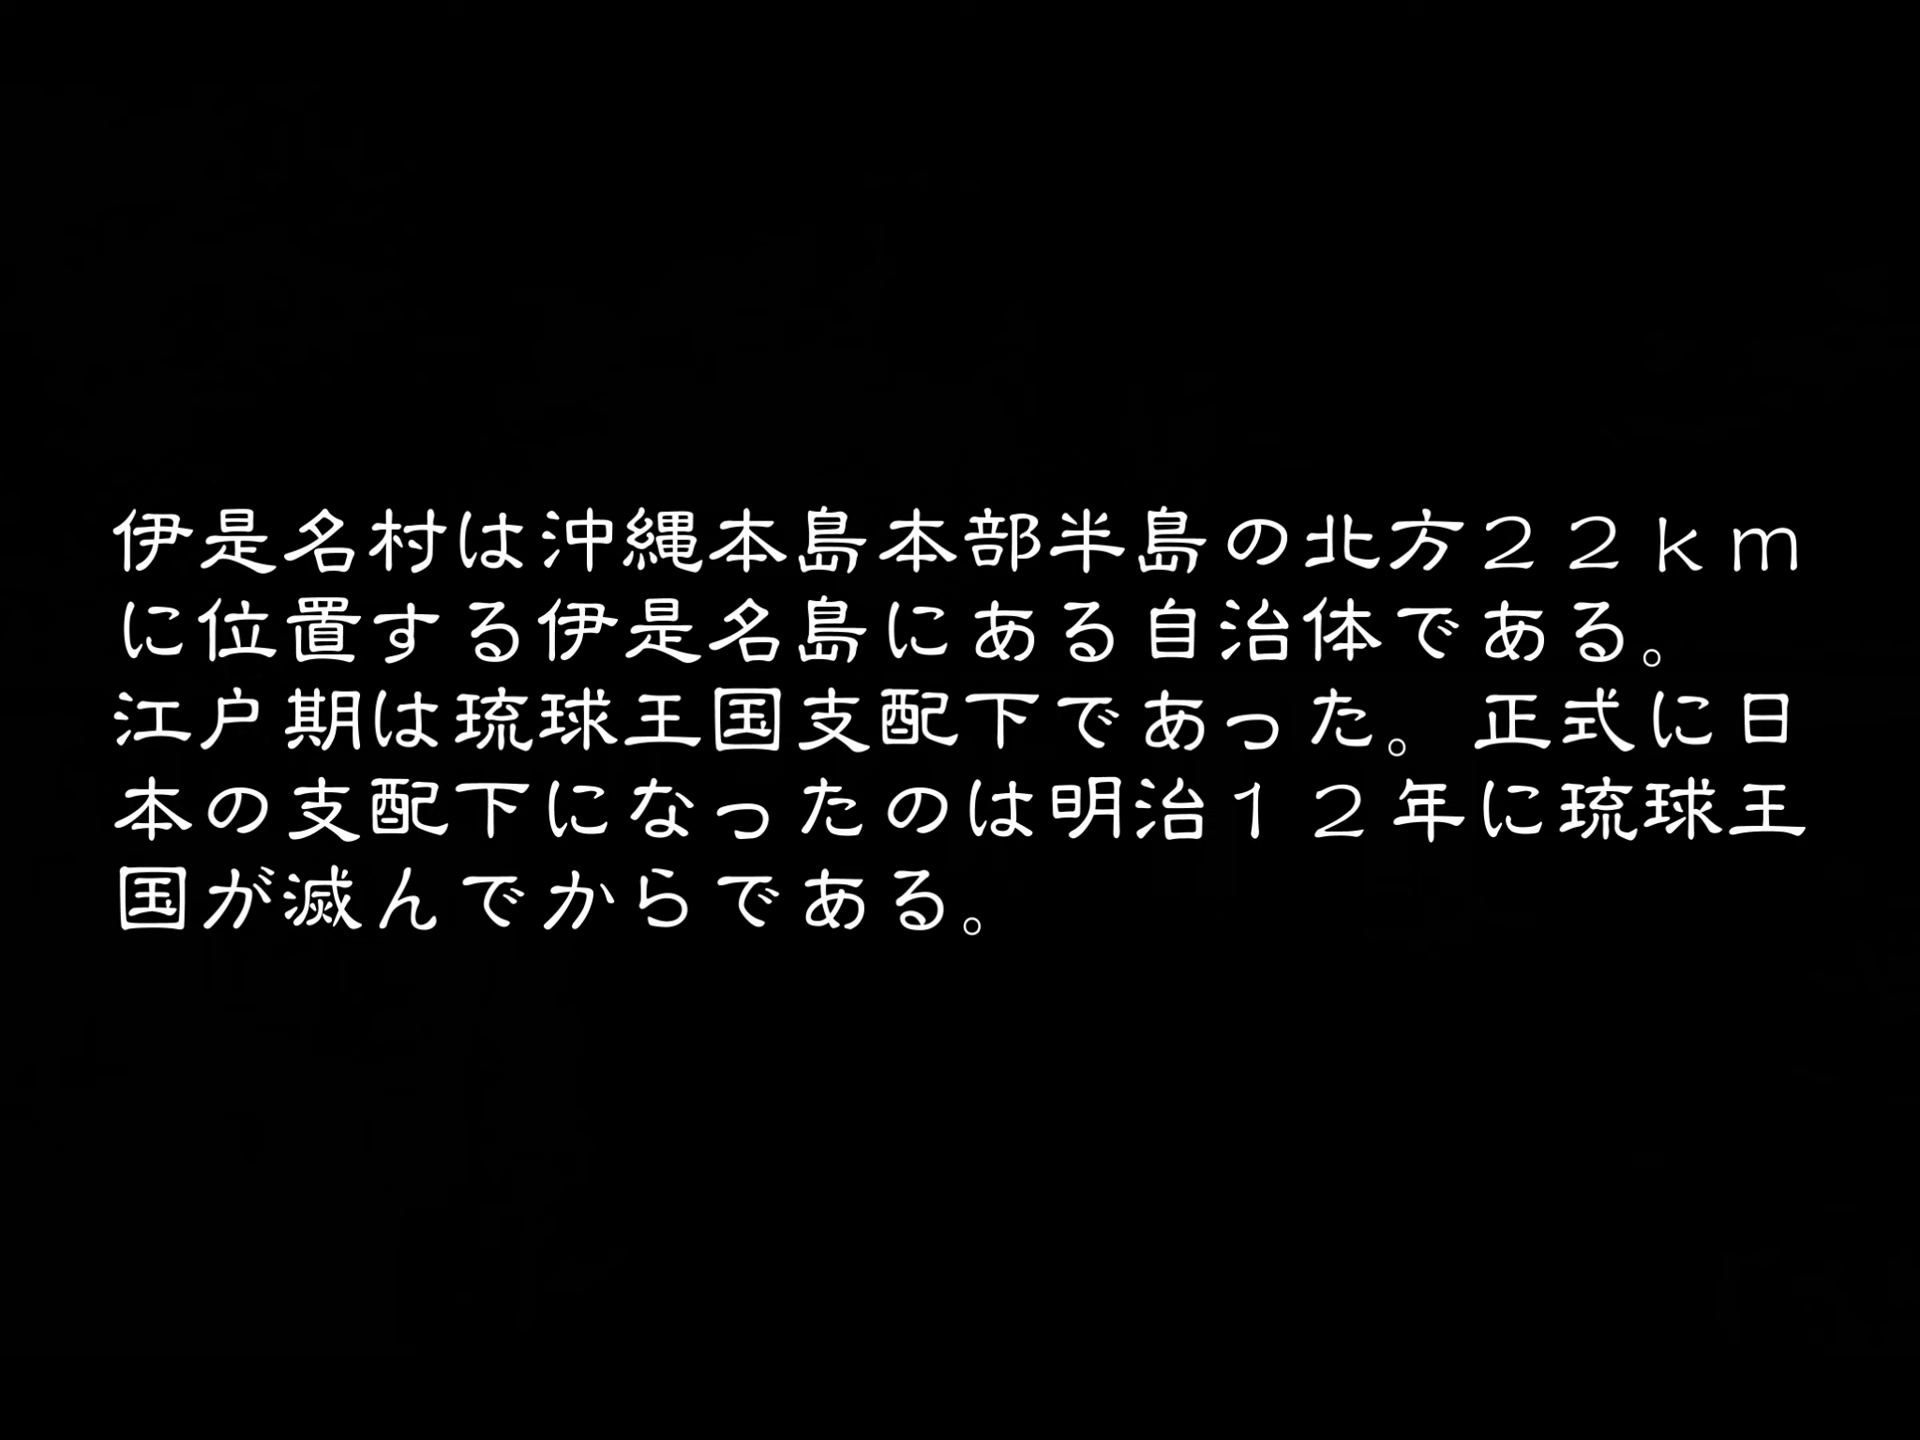 伊是名村は沖縄本島本部半島の北方２２ｋｍ
に位置する伊是名島にある自治体である。
江戸期は琉球王国支配下であった。正式に日
本の支配下になったのは明治１２年に琉球王
国が滅んでからである。